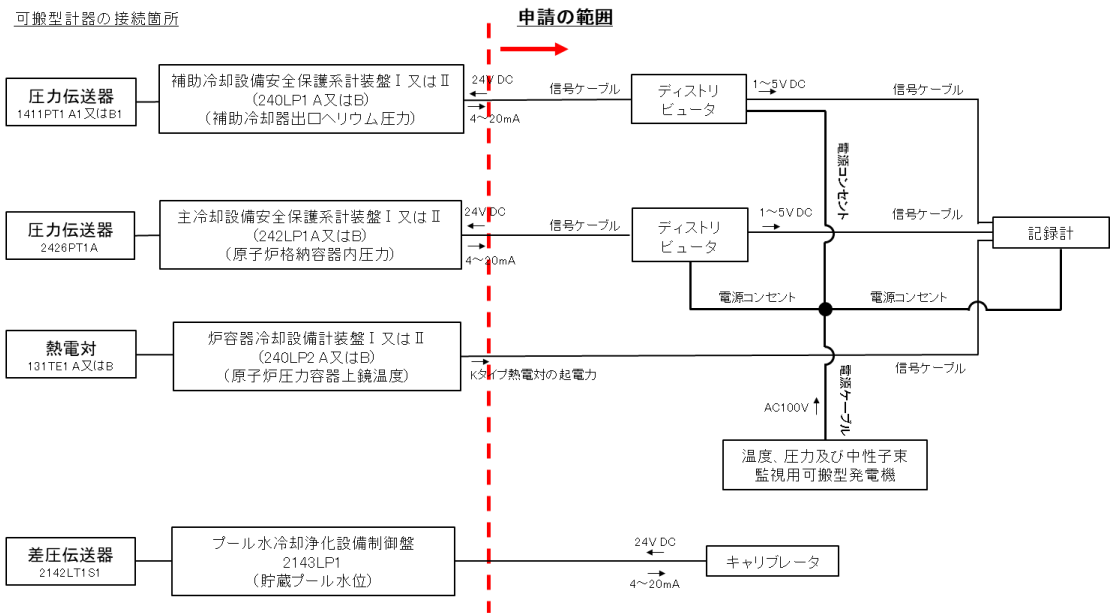 可搬型計器の接続箇所
申請の範囲
圧力伝送器
1411PT1 A1又はB1
補助冷却設備安全保護系計装盤Ⅰ又はⅡ
(240LP1 A又はB)
(補助冷却器出口ヘリウム圧力)
24V DC
4～20mA
信号ケーブル
ディストリ
ビュータ
1～5V DC
信号ケーブル
電源コンセント
圧力伝送器
2426PT1A
主冷却設備安全保護系計装盤Ⅰ又はⅡ
(242LP1A又はB)
(原子炉格納容器内圧力)
24V DC
4～20mA
信号ケーブル
ディストリ
ビュータ
1～5V DC
信号ケーブル
記録計
電源コンセント
電源コンセント
熱電対
131TE1 A又はB
炉容器冷却設備計装盤Ⅰ又はⅡ
(240LP2 A又はB)
(原子炉圧力容器上鏡温度)
Kタイプ熱電対の起電力
信号ケーブル
電源ケーブル
AC100V
温度、圧力及び中性子束
監視用可搬型発電機
差圧伝送器
2142LT1S1
プール水冷却浄化設備制御盤
2143LP1
(貯蔵プール水位)
24V DC
4～20mA
キャリブレータ